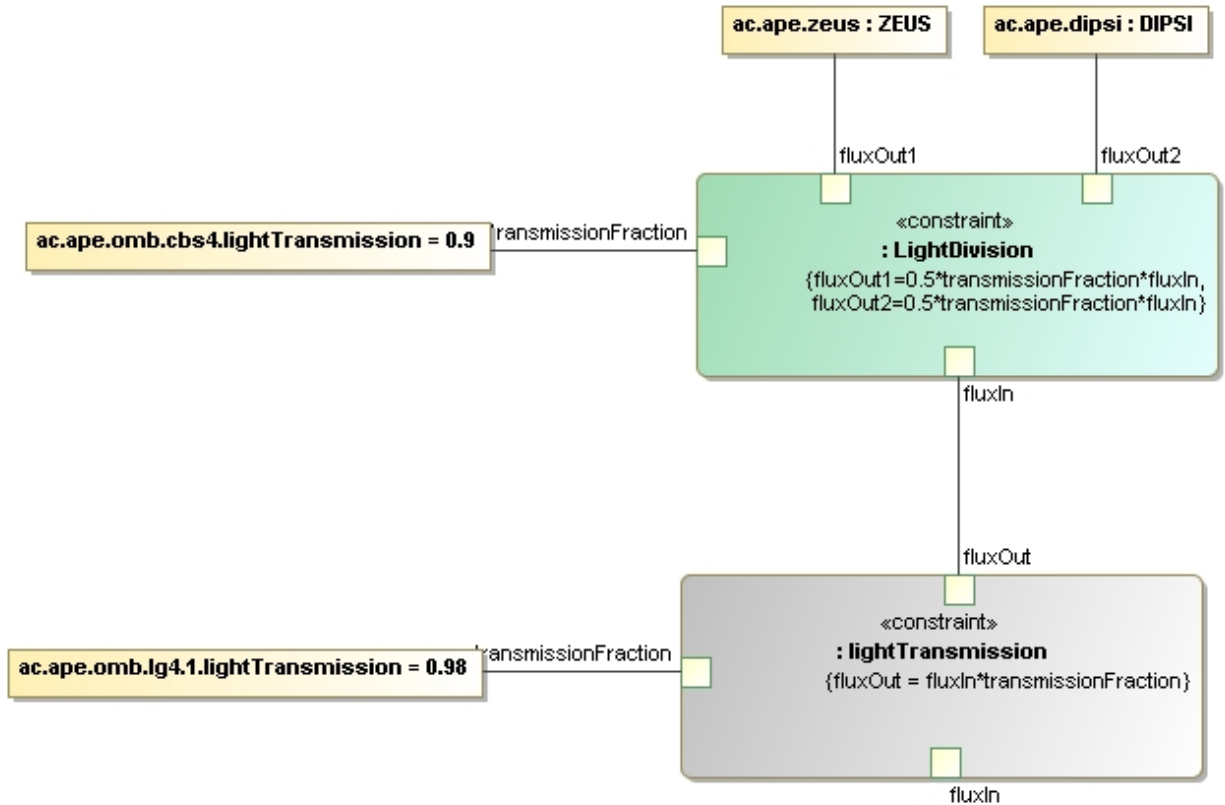 ac.ape.zeus : ZEUS
ac.ape.dipsi : DIPSI
fluxOut1
fluxOut2
«constraint»
: LightDivision
{fluxOut1=0.5*transmissionFraction*fluxIn,
fluxOut2=0.5*transmissionFraction*fluxIn}
ac.ape.omb.cbs4.lightTransmission = 0.9
transmissionFraction
fluxIn
fluxOut
«constraint»
: lightTransmission
{fluxOut = fluxIn*transmissionFraction}
ac.ape.omb.lg4.1.lightTransmission = 0.98
transmissionFraction
fluxIn